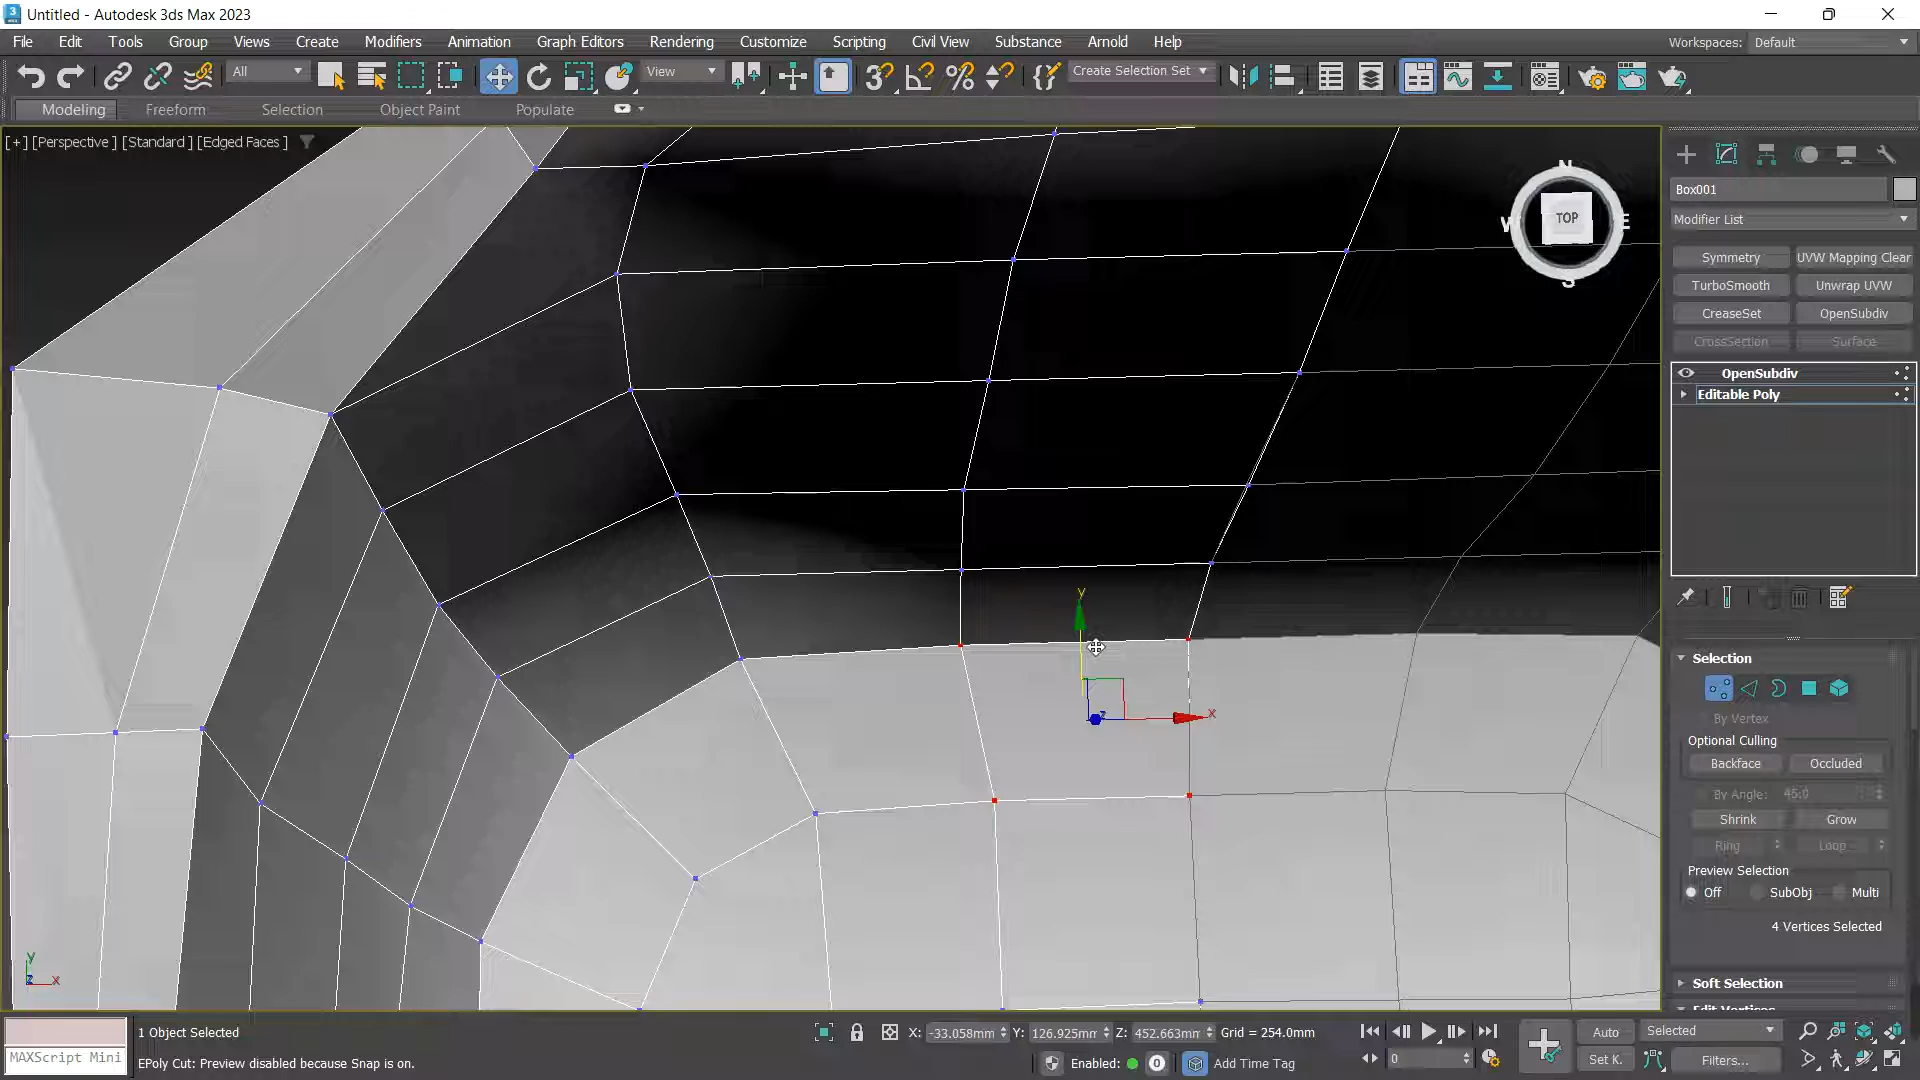 Untitled - Autodesk 3ds Max 2023
File Edit Tools Group Views Create Modifiers Animation Graph Editors Rendering Customize Scripting Civil View Substance Arnold Help
Workspaces: Default
All
View
Create Selection Set
Modeling Freeform Selection Object Paint Populate
[+] [Perspective ] [Standard ] [Edged Faces ]
N
W TOP E
S
Box001
Modifier List
Symmetry UVW Mapping Clear
TurboSmooth Unwrap UVW
CreaseSet OpenSubdiv
CrossSection Surface
OpenSubdiv
Editable Poly
y
z x
Selection
By Vertex
Optional Culling
Backface Occluded
By Angle: 45.0
Shrink Grow
Ring Loop
Preview Selection
Off SubObj Multi
4 Vertices Selected
Soft Selection
Edit Vertices
y
z x
MAXScript Mini
1 Object Selected
EPoly Cut: Preview disabled because Snap is on.
X: -33.058mm Y: 126.925mm Z: 452.663mm Grid = 254.0mm
Enabled: 0 Add Time Tag
0
Auto Selected
Set K. Filters...